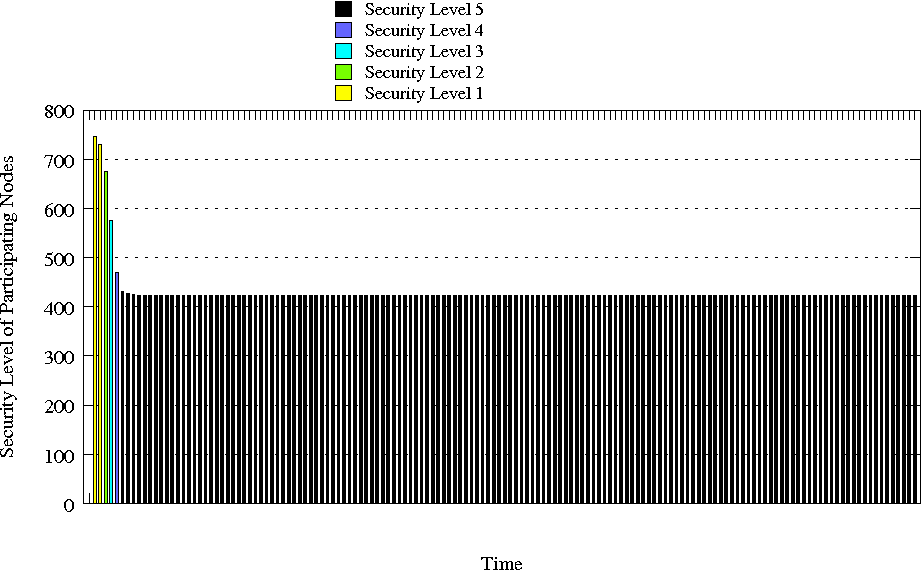 Security Level 5
Security Level 4
Security Level 3
Security Level 2
Security Level 1
800
700
600
500
400
300
200
100
0
Security Level of Participating Nodes
Time